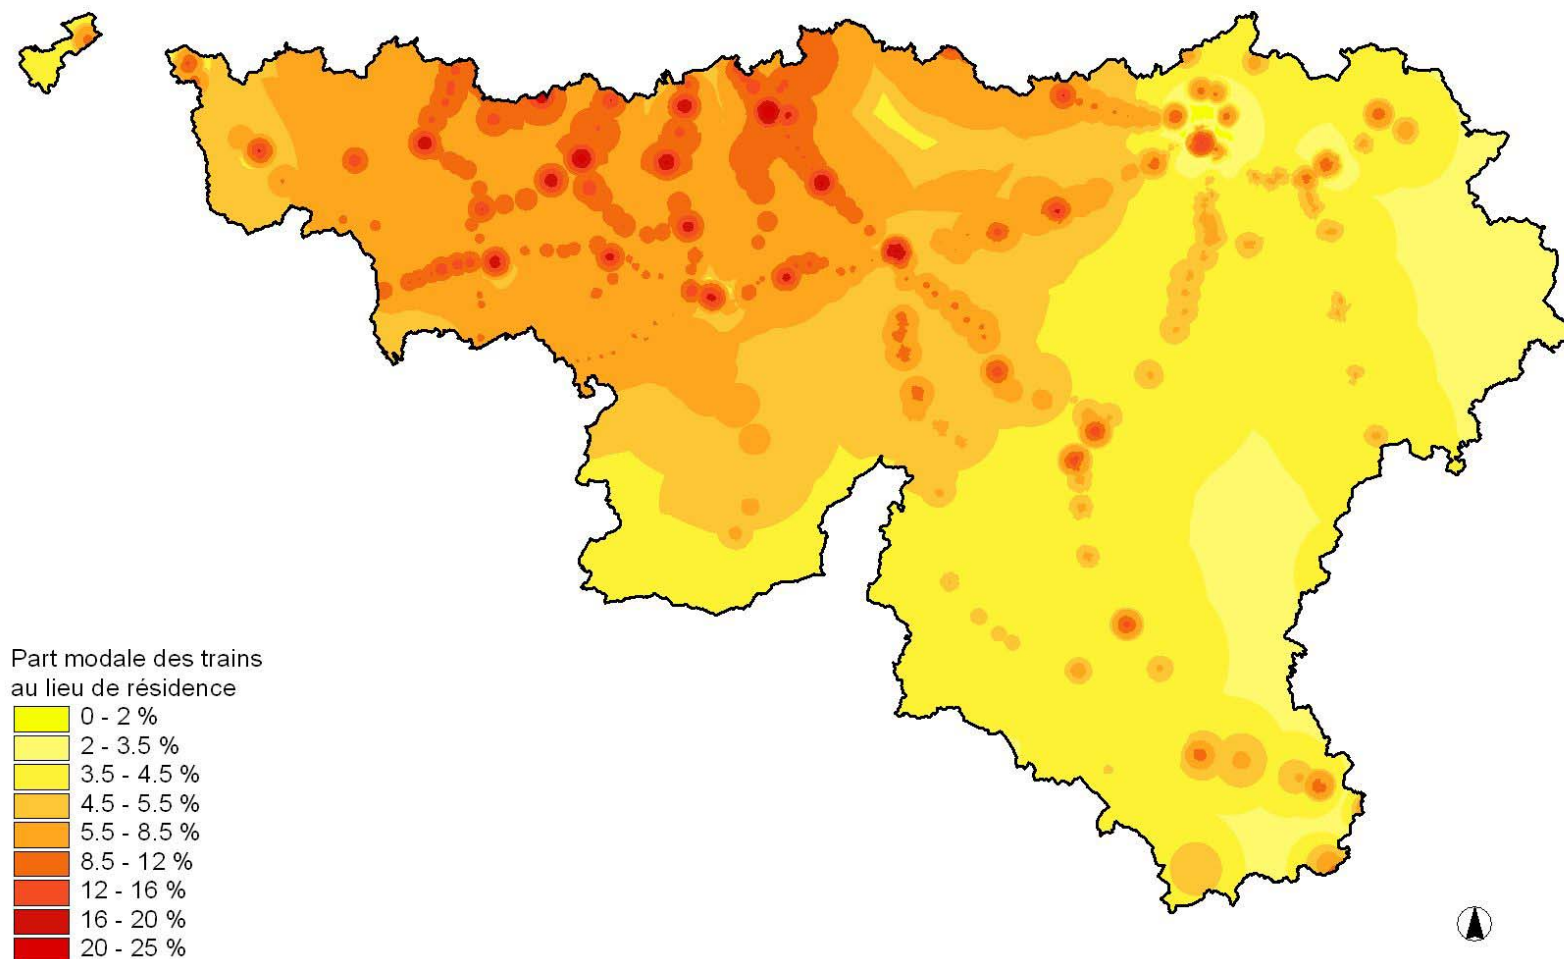 Part modale des trains
au lieu de résidence
0 - 2 %
2 - 3.5 %
3.5 - 4.5 %
4.5 - 5.5 %
5.5 - 8.5 %
8.5 - 12 %
12 - 16 %
16 - 20 %
20 - 25 %